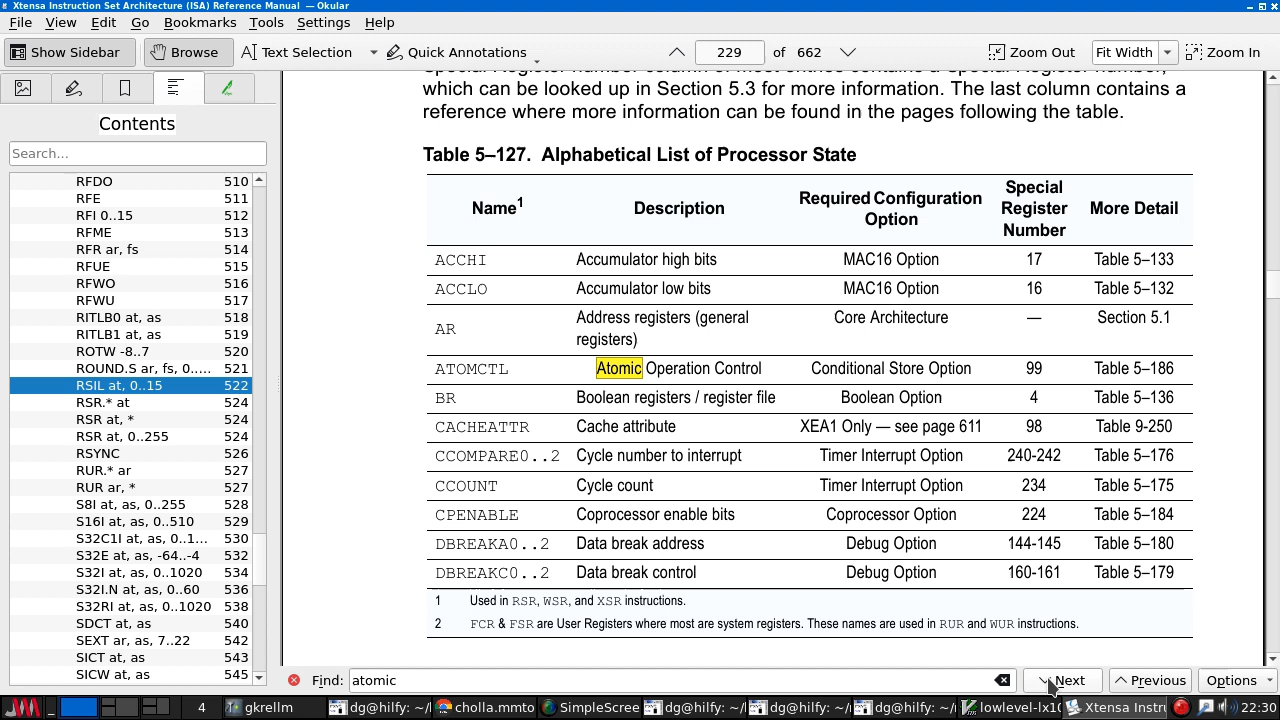 Xtensa Instruction Set Architecture (ISA) Reference Manual — Okular
File View Edit Go Bookmarks Tools Settings Help
Show Sidebar Browse Text Selection Quick Annotations 229 of 662 Zoom Out Fit Width Zoom In
Contents
Search...
RFDO 510
RFE 511
RFI 0..15 512
RFME 513
RFR ar, fs 514
RFUE 515
RFWO 516
RFWU 517
RITLB0 at, as 518
RITLB1 at, as 519
ROTW -8..7 520
ROUND.S ar, fs, 0..... 521
RSIL at, 0..15 522
RSR.* at 524
RSR at, * 524
RSR at, 0..255 524
RSYNC 526
RUR.* ar 527
RUR ar, * 527
S8I at, as, 0..255 528
S16I at, as, 0..510 529
S32C1I at, as, 0..1... 530
S32E at, as, -64..-4 532
S32I at, as, 0..1020 534
S32I.N at, as, 0..60 536
S32RI at, as, 0..1020 538
SDCT at, as 540
SEXT ar, as, 7..22 542
SICT at, as 543
SICW at, as 545
which can be looked up in Section 5.3 for more information. The last column contains a
reference where more information can be found in the pages following the table.
Table 5–127. Alphabetical List of Processor State
Name1 Description Required Configuration Option Special Register Number More Detail
ACCHI Accumulator high bits MAC16 Option 17 Table 5–133
ACCLO Accumulator low bits MAC16 Option 16 Table 5–132
AR Address registers (general registers) Core Architecture — Section 5.1
ATOMCTL Atomic Operation Control Conditional Store Option 99 Table 5–186
BR Boolean registers / register file Boolean Option 4 Table 5–136
CACHEATTR Cache attribute XEA1 Only — see page 611 98 Table 9-250
CCOMPARE0..2 Cycle number to interrupt Timer Interrupt Option 240-242 Table 5–176
CCOUNT Cycle count Timer Interrupt Option 234 Table 5–175
CPENABLE Coprocessor enable bits Coprocessor Option 224 Table 5–184
DBREAKA0..2 Data break address Debug Option 144-145 Table 5–180
DBREAKC0..2 Data break control Debug Option 160-161 Table 5–179
1 Used in RSR, WSR, and XSR instructions.
2 FCR & FSR are User Registers where most are system registers. These names are used in RUR and WUR instructions.
Find: atomic Next Previous Options
4 gkrellm dg@hilfy: ~/ cholla.mmto SimpleScree dg@hilfy: ~/ dg@hilfy: ~/ dg@hilfy: ~/ lowlevel-lx10 Xtensa Instr 22:30